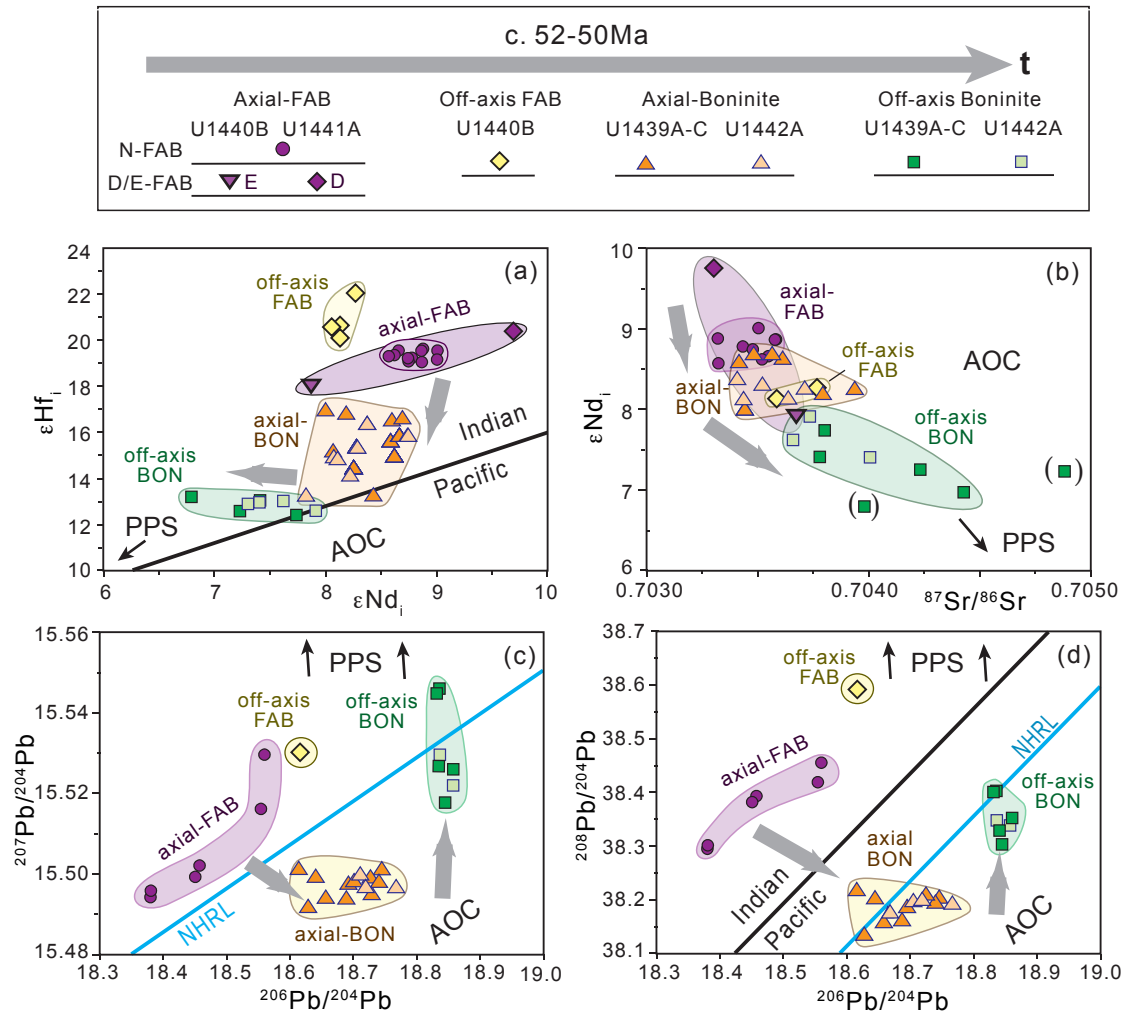 c. 52-50Ma
t
Axial-FAB
Off-axis FAB
Axial-Boninite
Off-axis Boninite
U1440B U1441A
U1440B
U1439A-C U1442A
U1439A-C U1442A
N-FAB
D/E-FAB E D
(a)
24
22
20
18
16
14
12
10
εHf i
off-axis
FAB
axial-FAB
axial-
BON
off-axis
BON
Indian
Pacific
PPS
AOC
6 7 8 9 10
εNd i
(b)
10
9
8
7
6
εNd i
axial-
FAB
off-axis
FAB
AOC
axial-
BON
off-axis
BON
( )
( )
PPS
0.7030 0.704 0.7050
87Sr/86Sr
(c)
15.56
15.54
15.52
15.50
15.48
207Pb/204Pb
PPS
off-axis
FAB
off-axis
BON
axial-FAB
NHRL
axial-BON
AOC
18.3 18.4 18.5 18.6 18.7 18.8 18.9 19.0
206Pb/204Pb
(d)
38.7
38.6
38.5
38.4
38.3
38.2
38.1
208Pb/204Pb
PPS
off-axis
FAB
axial-FAB
NHRL
off-axis
BON
axial
BON
Indian
Pacific
AOC
18.3 18.4 18.5 18.6 18.7 18.8 18.9 19.0
206Pb/204Pb